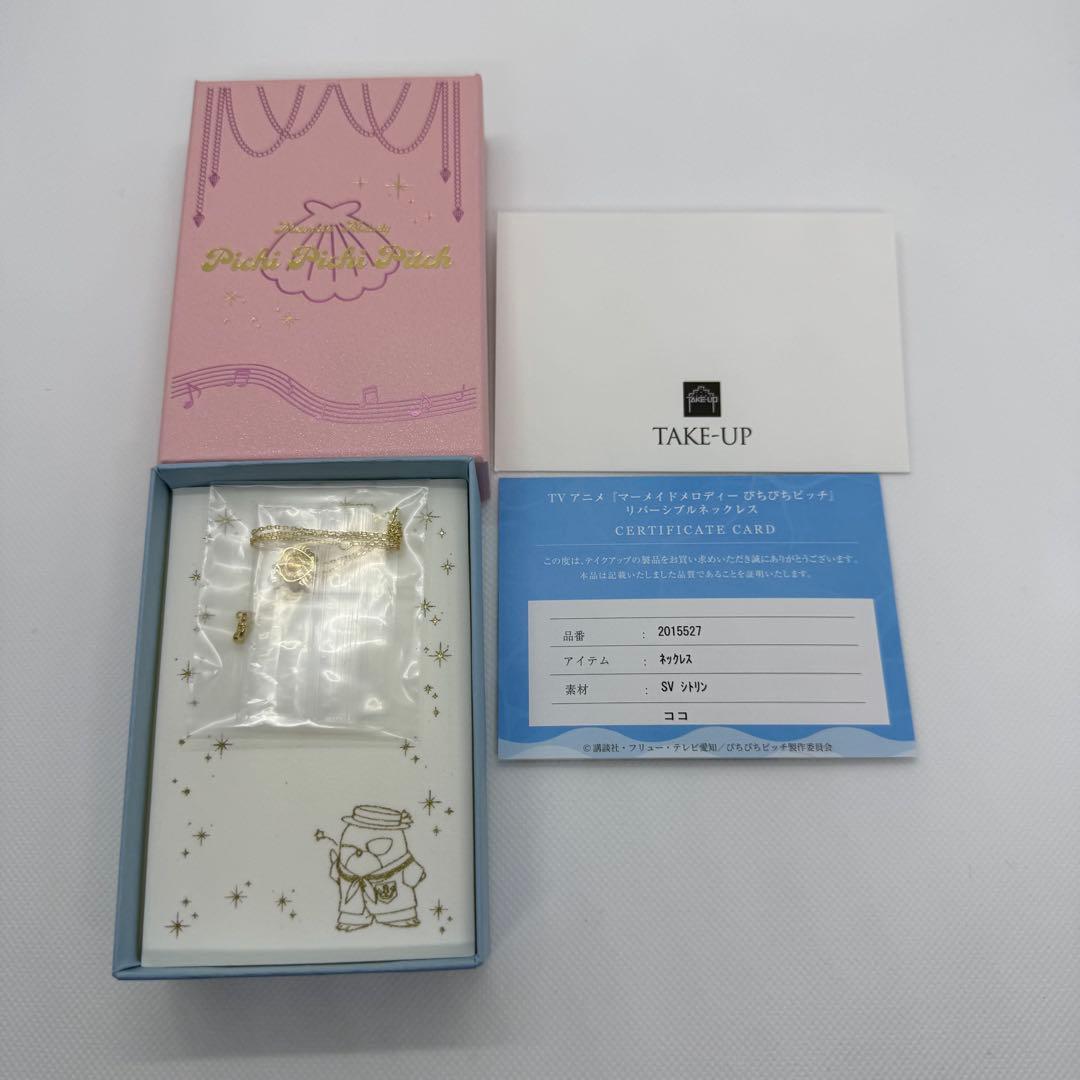 Mermaid Melody
Pichi Pichi Pitch
TAKE-UP
TAKE-UP
TV アニメ『マーメイドメロディー ぴちぴちピッチ』
リバーシブルネックレス
CERTIFICATE CARD
この度は、テイクアップの製品をお買い求めいただき誠にありがとうございます。
本品は記載いたしました品質であることを証明いたします。
品番 : 2015527
アイテム : ネックレス
素材 : SV シトリン
ココ
©講談社・フリュー・テレビ愛知/ぴちぴちピッチ製作委員会